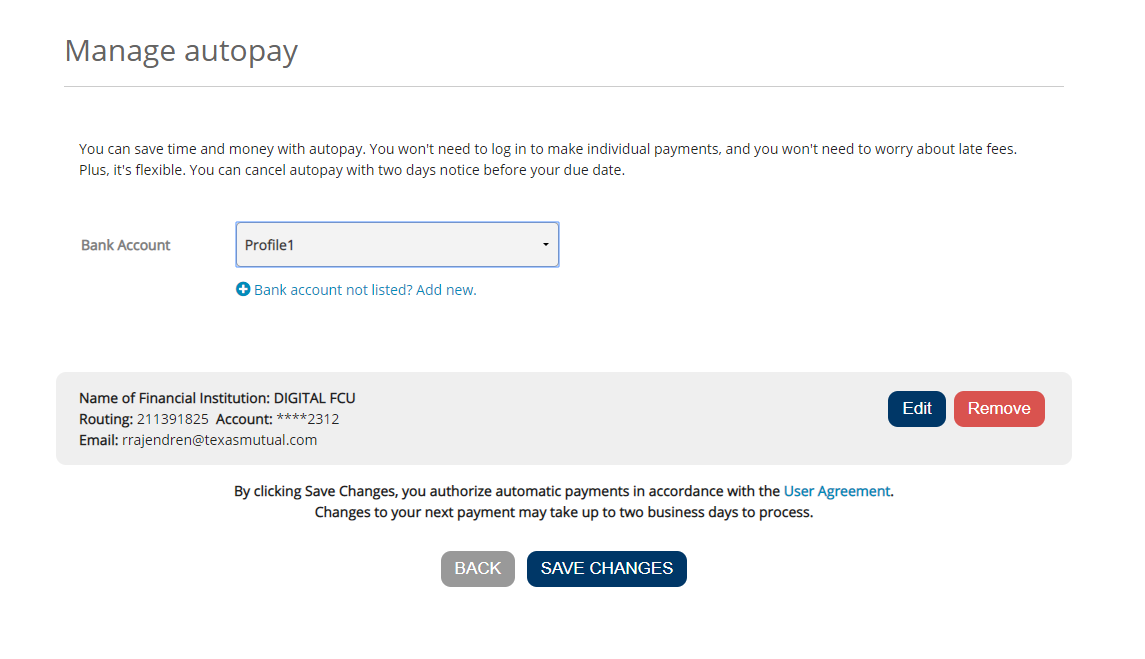 Manage autopay
You can save time and money with autopay. You won't need to log in to make individual payments, and you won't need to worry about late fees.
Plus, it's flexible. You can cancel autopay with two days notice before your due date.
Bank Account
Profile1
Bank account not listed? Add new.
Name of Financial Institution: DIGITAL FCU
Routing: 211391825 Account: ****2312
Email: rrajendren@texasmutual.com
Edit
Remove
By clicking Save Changes, you authorize automatic payments in accordance with the User Agreement.
Changes to your next payment may take up to two business days to process.
BACK
SAVE CHANGES